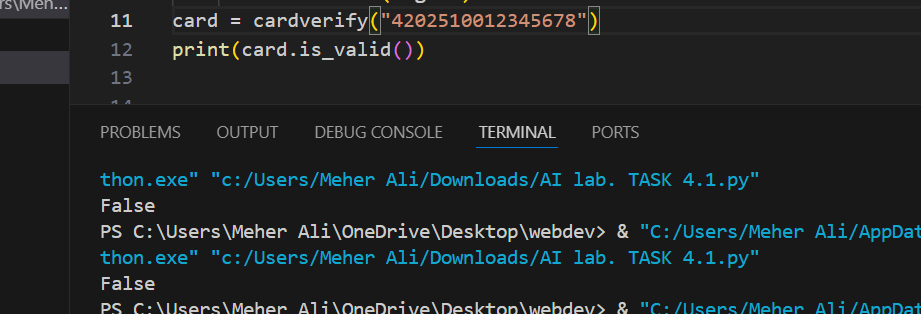 rs\Meh...
11 card = cardverify("4202510012345678")
12 print(card.is_valid())
13
14
PROBLEMS OUTPUT DEBUG CONSOLE TERMINAL PORTS
thon.exe" "c:/Users/Meher Ali/Downloads/AI lab. TASK 4.1.py"
False
PS C:\Users\Meher Ali\OneDrive\Desktop\webdev> & "C:/Users/Meher Ali/AppDat
thon.exe" "c:/Users/Meher Ali/Downloads/AI lab. TASK 4.1.py"
False
PS C:\Users\Meher Ali\OneDrive\Desktop\webdev> & "C:/Users/Meher Ali/AppDat